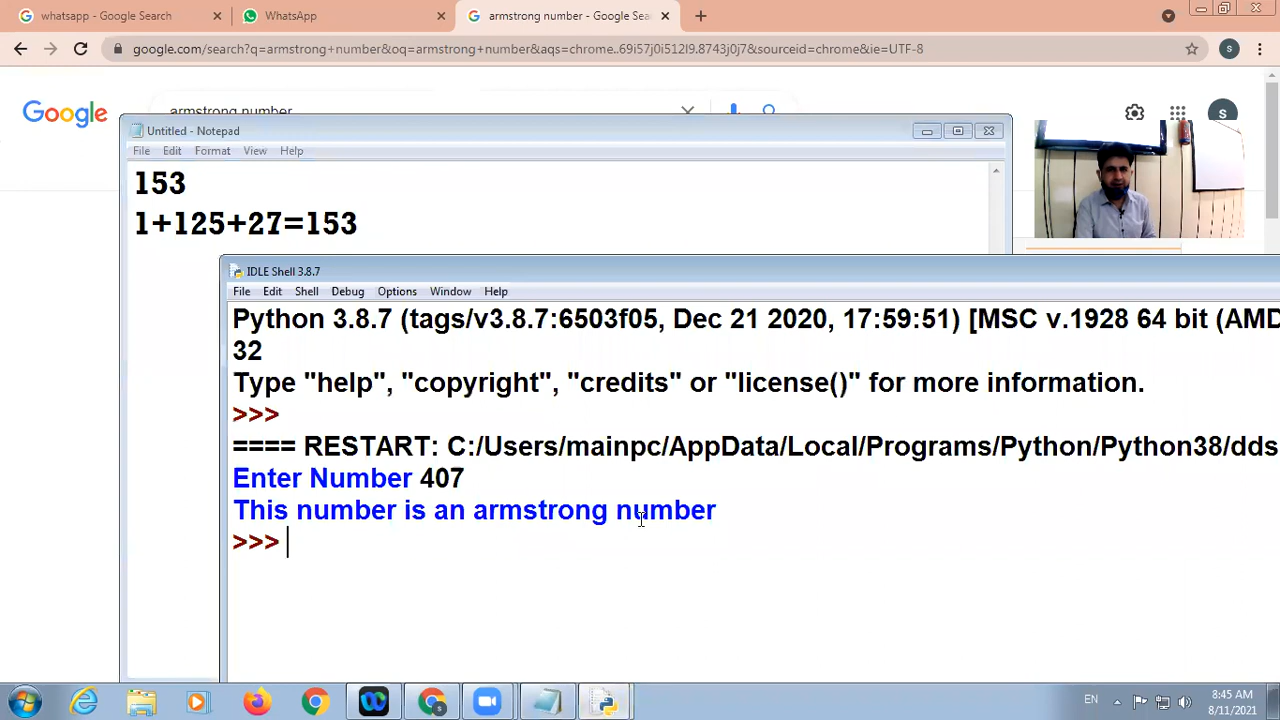 whatsapp - Google Search
WhatsApp
armstrong number - Google Sea
google.com/search?q=armstrong+number&oq=armstrong+number&aqs=chrome..69i57j0i512l9.8743j0j7&sourceid=chrome&ie=UTF-8
s
Google
armstrong number
s
Untitled - Notepad
File Edit Format View Help
153
1+125+27=153
IDLE Shell 3.8.7
File Edit Shell Debug Options Window Help
Python 3.8.7 (tags/v3.8.7:6503f05, Dec 21 2020, 17:59:51) [MSC v.1928 64 bit (AMD
32
Type "help", "copyright", "credits" or "license()" for more information.
>>>
==== RESTART: C:/Users/mainpc/AppData/Local/Programs/Python/Python38/dds
Enter Number 407
This number is an armstrong number
>>>
EN
8:45 AM
8/11/2021